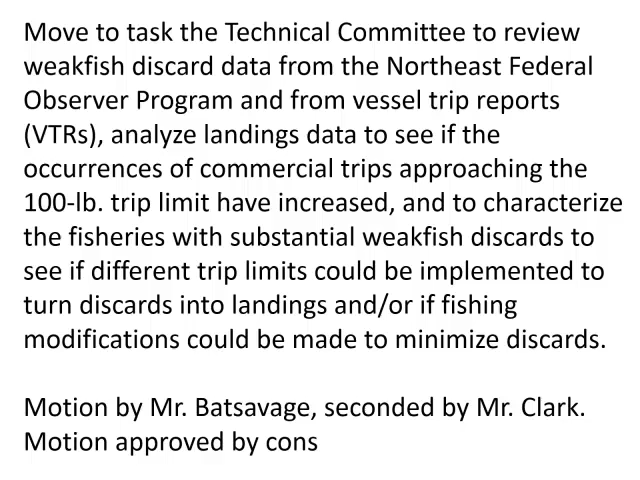 Move to task the Technical Committee to review
weakfish discard data from the Northeast Federal
Observer Program and from vessel trip reports
(VTRs), analyze landings data to see if the
occurrences of commercial trips approaching the
100-lb. trip limit have increased, and to characterize
the fisheries with substantial weakfish discards to
see if different trip limits could be implemented to
turn discards into landings and/or if fishing
modifications could be made to minimize discards.
Motion by Mr. Batsavage, seconded by Mr. Clark.
Motion approved by cons